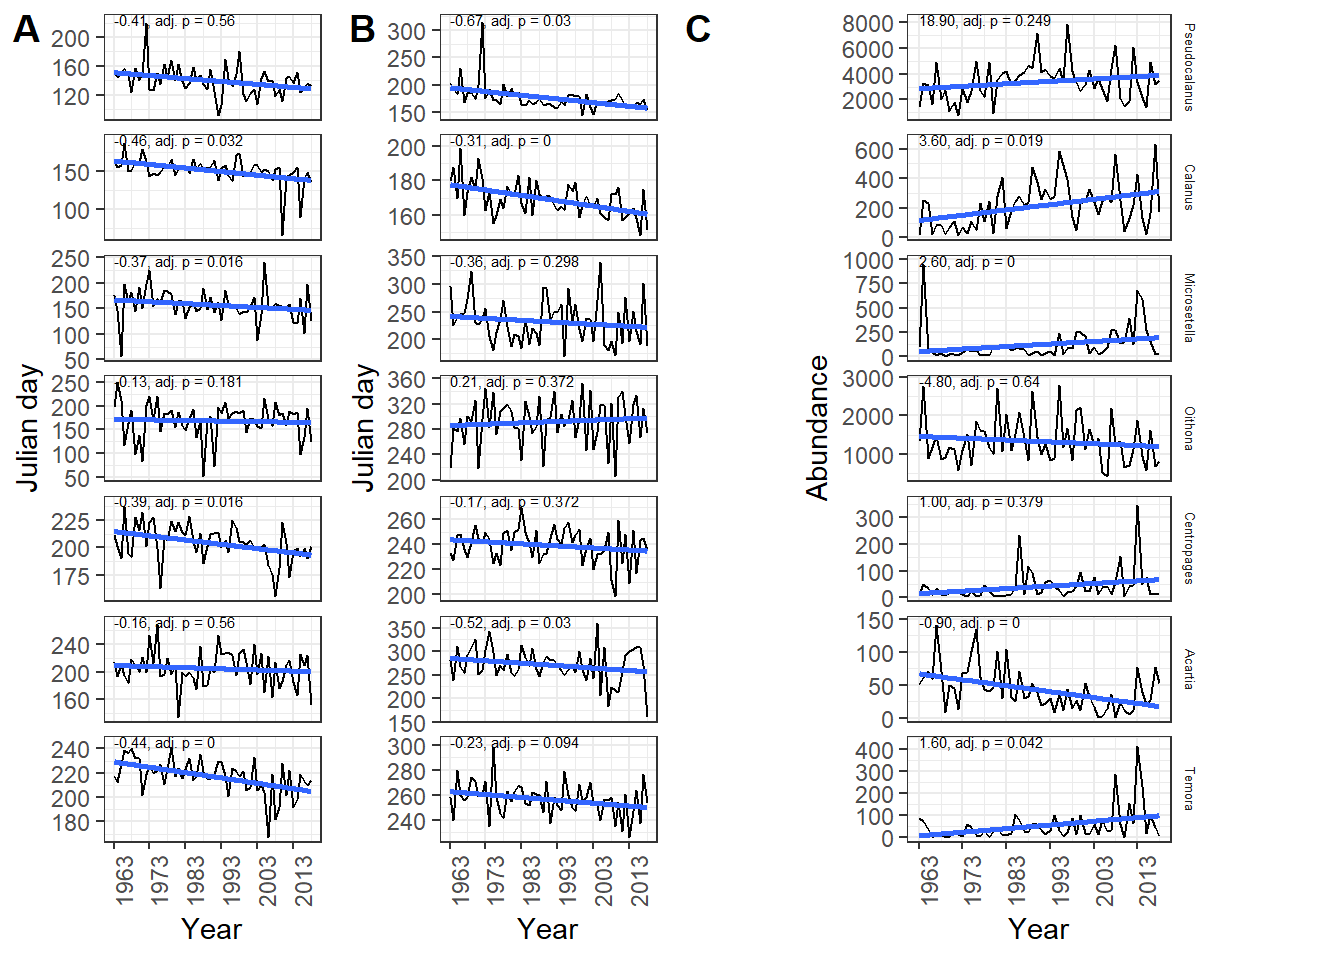 A
B
C
-0.41, adj. p = 0.56
200
160
120
-0.67, adj. p = 0.03
300
250
200
150
18.90, adj. p = 0.249
8000
6000
4000
2000
Pseudocalanus
-0.46, adj. p = 0.032
150
100
-0.31, adj. p = 0
200
180
160
3.60, adj. p = 0.019
600
400
200
0
Calanus
-0.37, adj. p = 0.016
250
200
150
100
50
-0.36, adj. p = 0.298
350
300
250
200
2.60, adj. p = 0
1000
750
500
250
0
Microsetella
-0.13, adj. p = 0.181
250
200
150
100
50
0.21, adj. p = 0.372
360
320
280
240
200
-4.80, adj. p = 0.64
3000
2000
1000
Oithona
-0.39, adj. p = 0.016
225
200
175
-0.17, adj. p = 0.372
260
240
220
200
1.00, adj. p = 0.379
300
200
100
0
Centropages
-0.16, adj. p = 0.56
240
200
160
-0.52, adj. p = 0.03
350
300
250
200
150
-0.90, adj. p = 0
150
100
50
0
Acartia
-0.44, adj. p = 0
240
220
200
180
-0.23, adj. p = 0.094
300
280
260
240
1.60, adj. p = 0.042
400
300
200
100
0
Temora
Julian day
Julian day
Abundance
1963 1973 1983 1993 2003 2013
1963 1973 1983 1993 2003 2013
1963 1973 1983 1993 2003 2013
Year
Year
Year